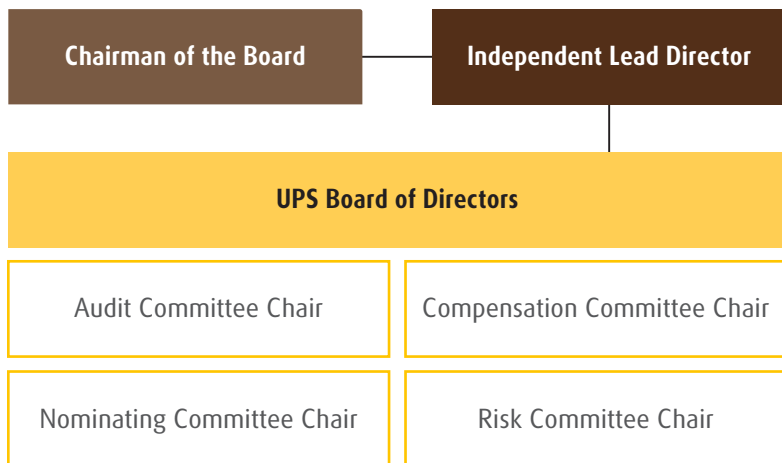 Chairman of the Board
Independent Lead Director
UPS Board of Directors
Audit Committee Chair
Compensation Committee Chair
Nominating Committee Chair
Risk Committee Chair